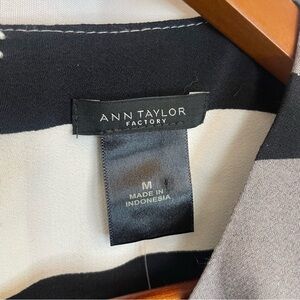 ANN TAYLOR
FACTORY
M
MADE IN
INDONESIA